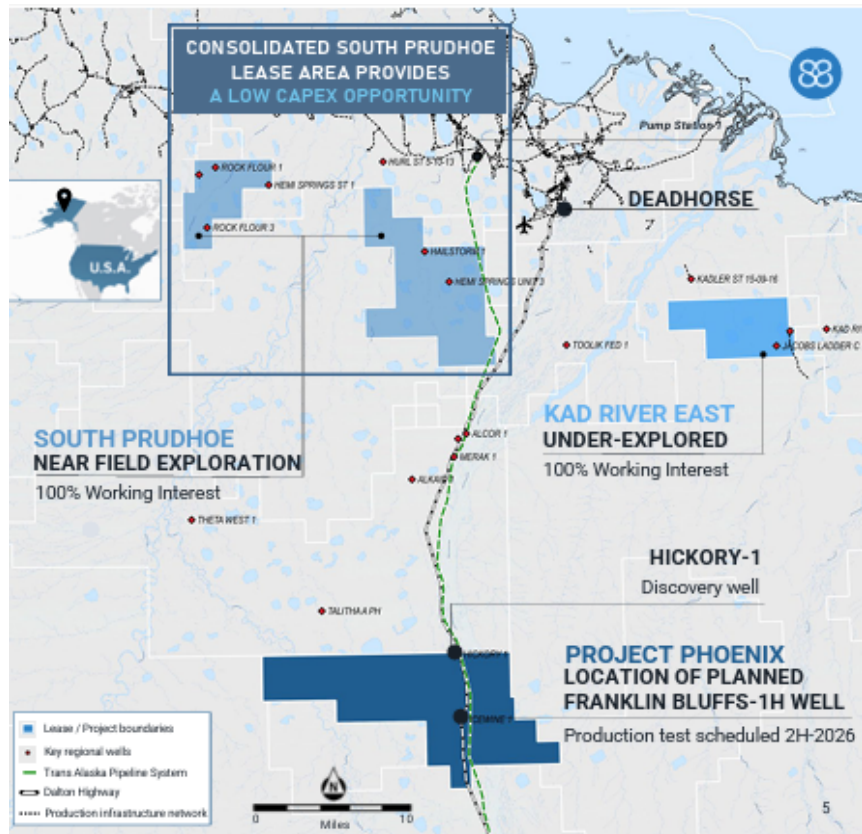 CONSOLIDATED SOUTH PRUDHOE
LEASE AREA PROVIDES
A LOW CAPEX OPPORTUNITY
88
Pump Station 1
ROCK FLOUR 1
HURL ST 5-10-13
HEMI SPRINGS ST 1
DEADHORSE
ROCK FLOUR 3
HAILSTORM 1
HEMI SPRINGS UNIT 3
KADLER ST 15-09-16
U.S.A.
TOOLIK FED 1
JACOBS LADDER C
SOUTH PRUDHOE
NEAR FIELD EXPLORATION
100% Working Interest
KAD RIVER EAST
UNDER-EXPLORED
100% Working Interest
ALCOR 1
MERAK 1
THETA WEST 1
HICKORY-1
Discovery well
TALITHA A PH
HICKORY 1
PROJECT PHOENIX
LOCATION OF PLANNED
FRANKLIN BLUFFS-1H WELL
Production test scheduled 2H-2026
Lease / Project boundaries
Key regional wells
Trans Alaska Pipeline System
Dalton Highway
Production infrastructure network
N
0 10
Miles
5